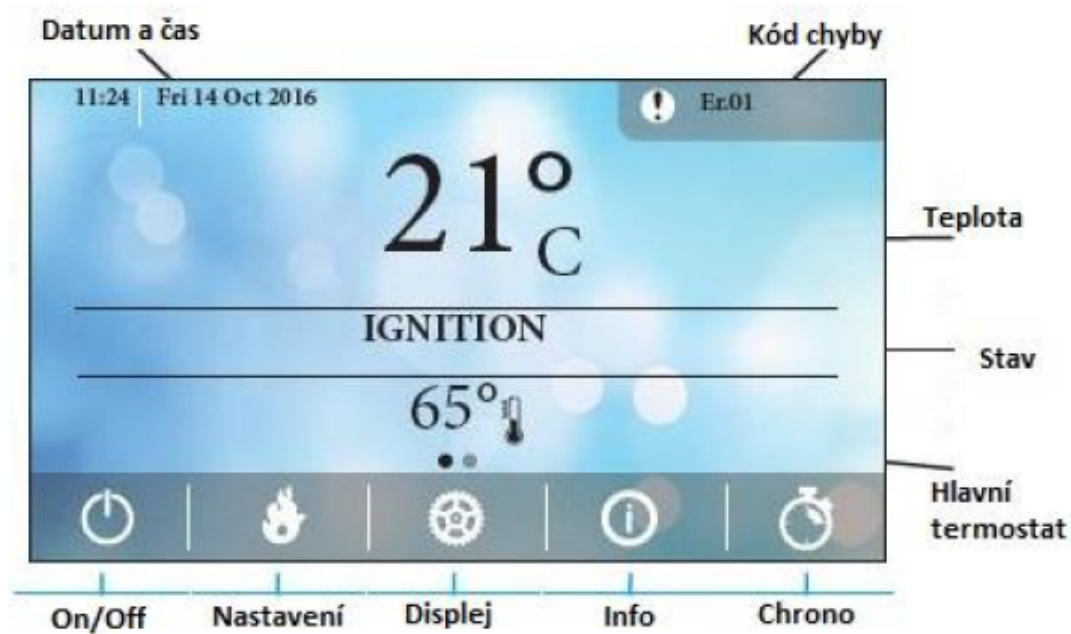 Datum a čas
Kód chyby
11:24 Fri 14 Oct 2016
Er.01
21°C
Teplota
IGNITION
Stav
65°
Hlavní
termostat
On/Off Nastavení Displej Info Chrono